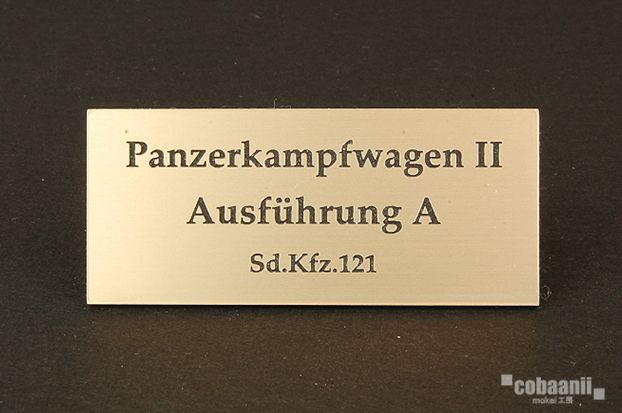 Panzerkampfwagen II
Ausführung A
Sd.Kfz.121
cobaanii
mokei 工房